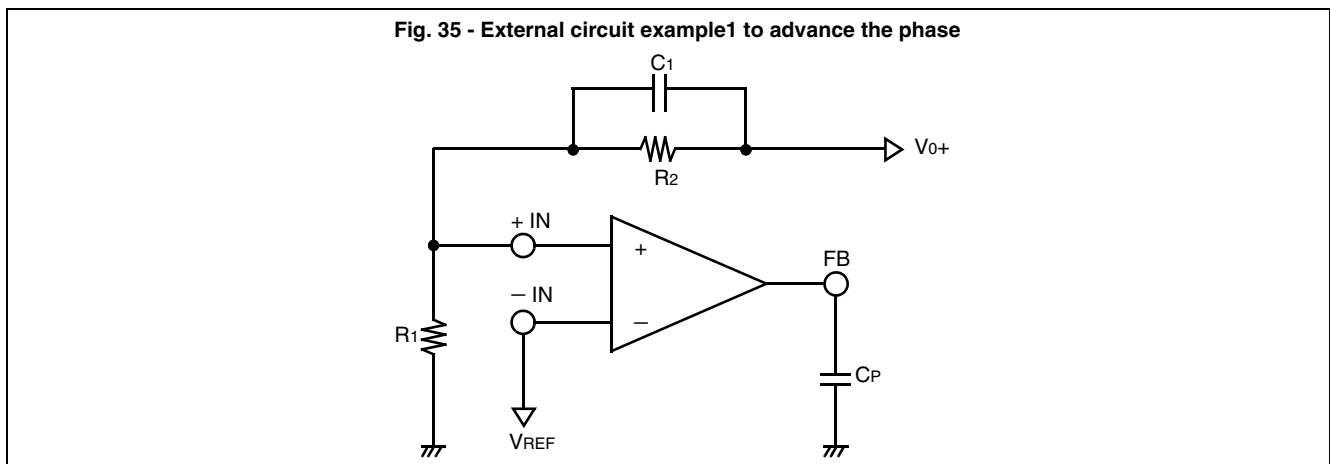 Fig. 35 - External circuit example1 to advance the phase
C1
V0+
R2
+ IN
+
FB
− IN
−
R1
CP
VREF